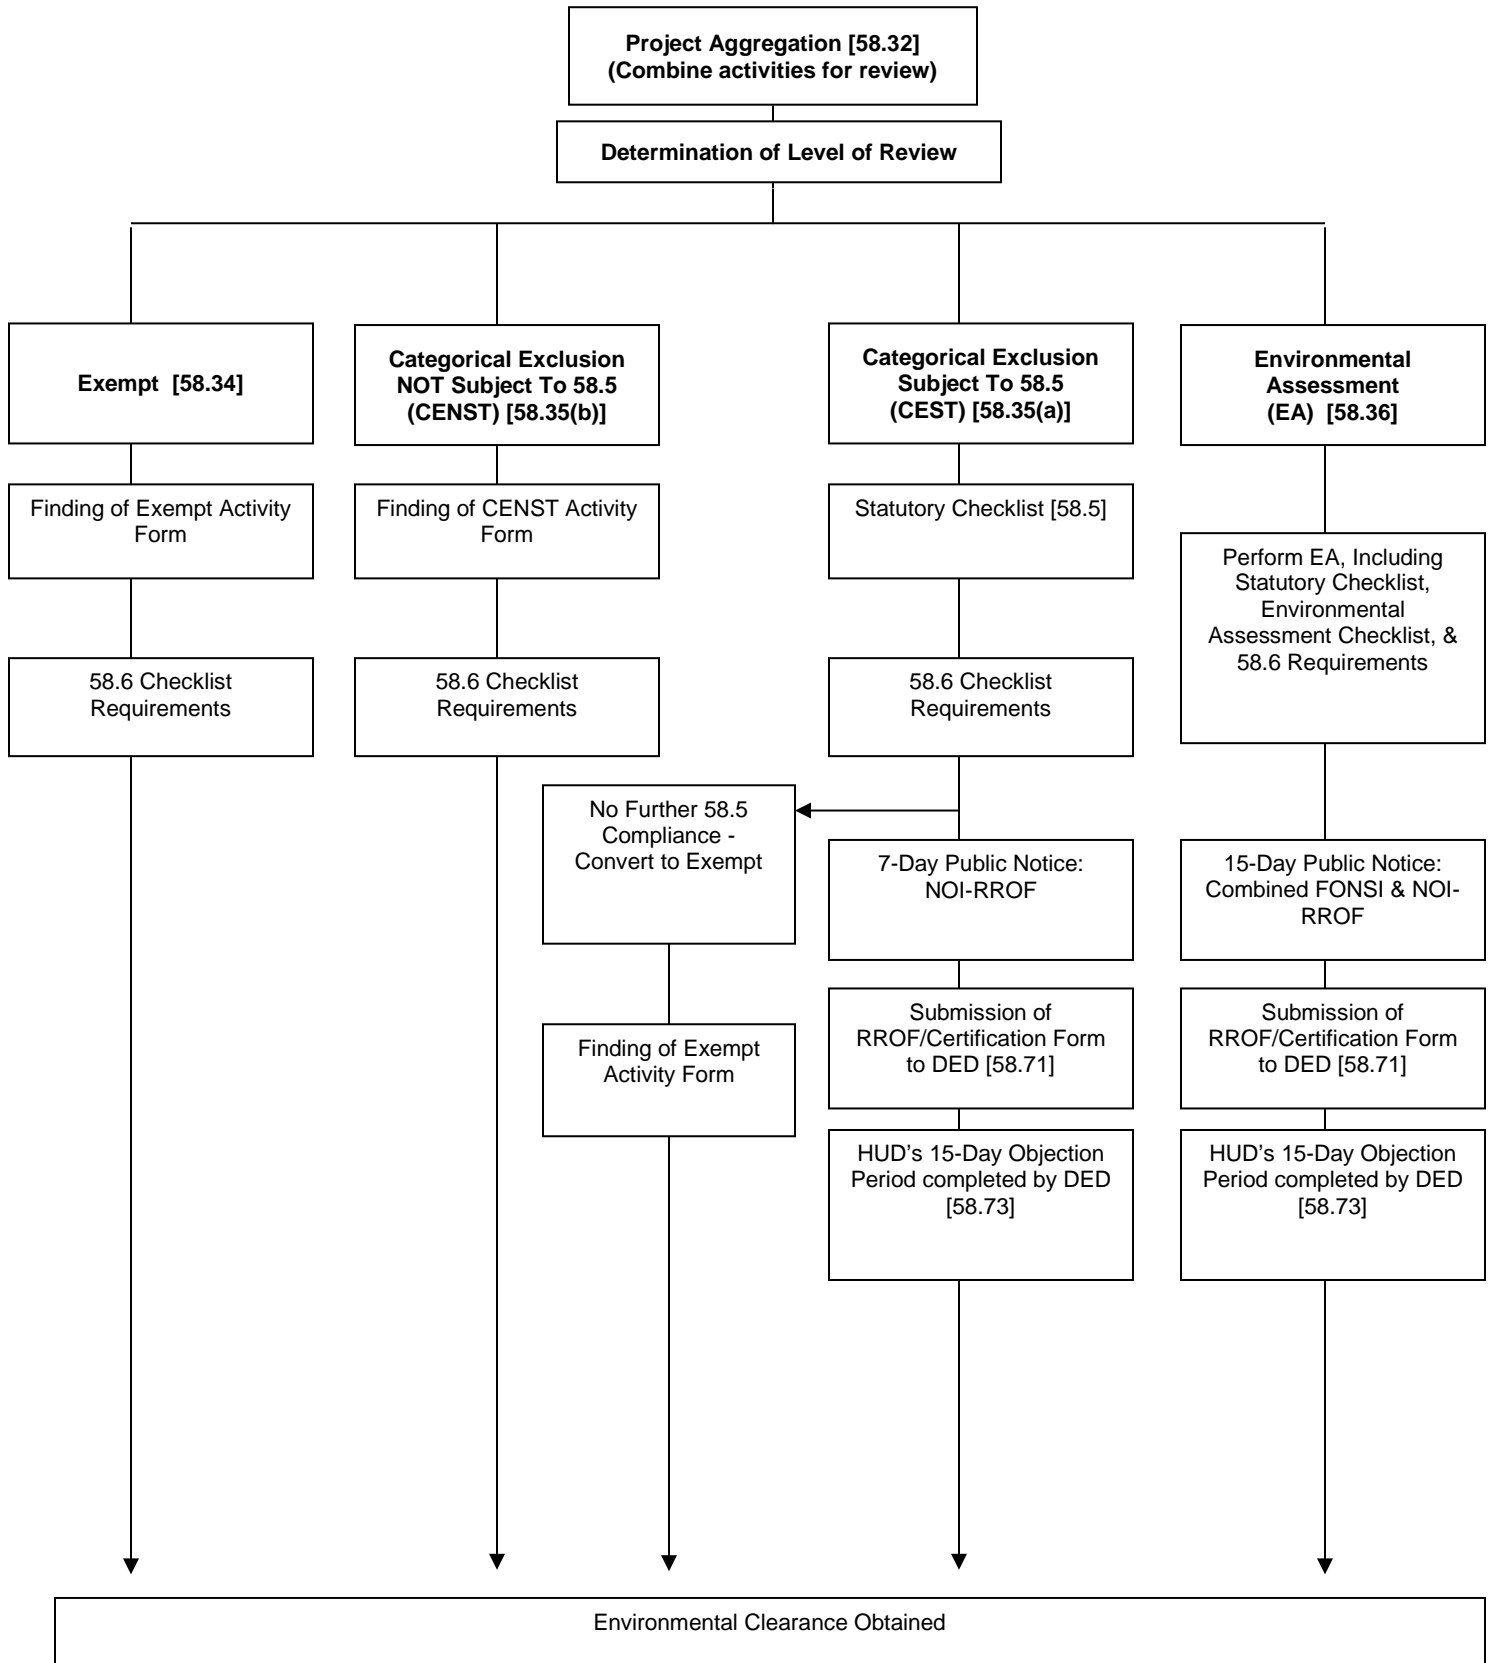 Project Aggregation [58.32]
(Combine activities for review)
Determination of Level of Review
Exempt [58.34]
Categorical Exclusion
NOT Subject To 58.5
(CENST) [58.35(b)]
Categorical Exclusion
Subject To 58.5
(CEST) [58.35(a)]
Environmental
Assessment
(EA) [58.36]
Finding of Exempt Activity
Form
Finding of CENST Activity
Form
Statutory Checklist [58.5]
Perform EA, Including
Statutory Checklist,
Environmental
Assessment Checklist, &
58.6 Requirements
58.6 Checklist
Requirements
58.6 Checklist
Requirements
58.6 Checklist
Requirements
No Further 58.5
Compliance -
Convert to Exempt
7-Day Public Notice:
NOI-RROF
15-Day Public Notice:
Combined FONSI & NOI-
RROF
Finding of Exempt
Activity Form
Submission of
RROF/Certification Form
to DED [58.71]
Submission of
RROF/Certification Form
to DED [58.71]
HUD's 15-Day Objection
Period completed by DED
[58.73]
HUD's 15-Day Objection
Period completed by DED
[58.73]
Environmental Clearance Obtained